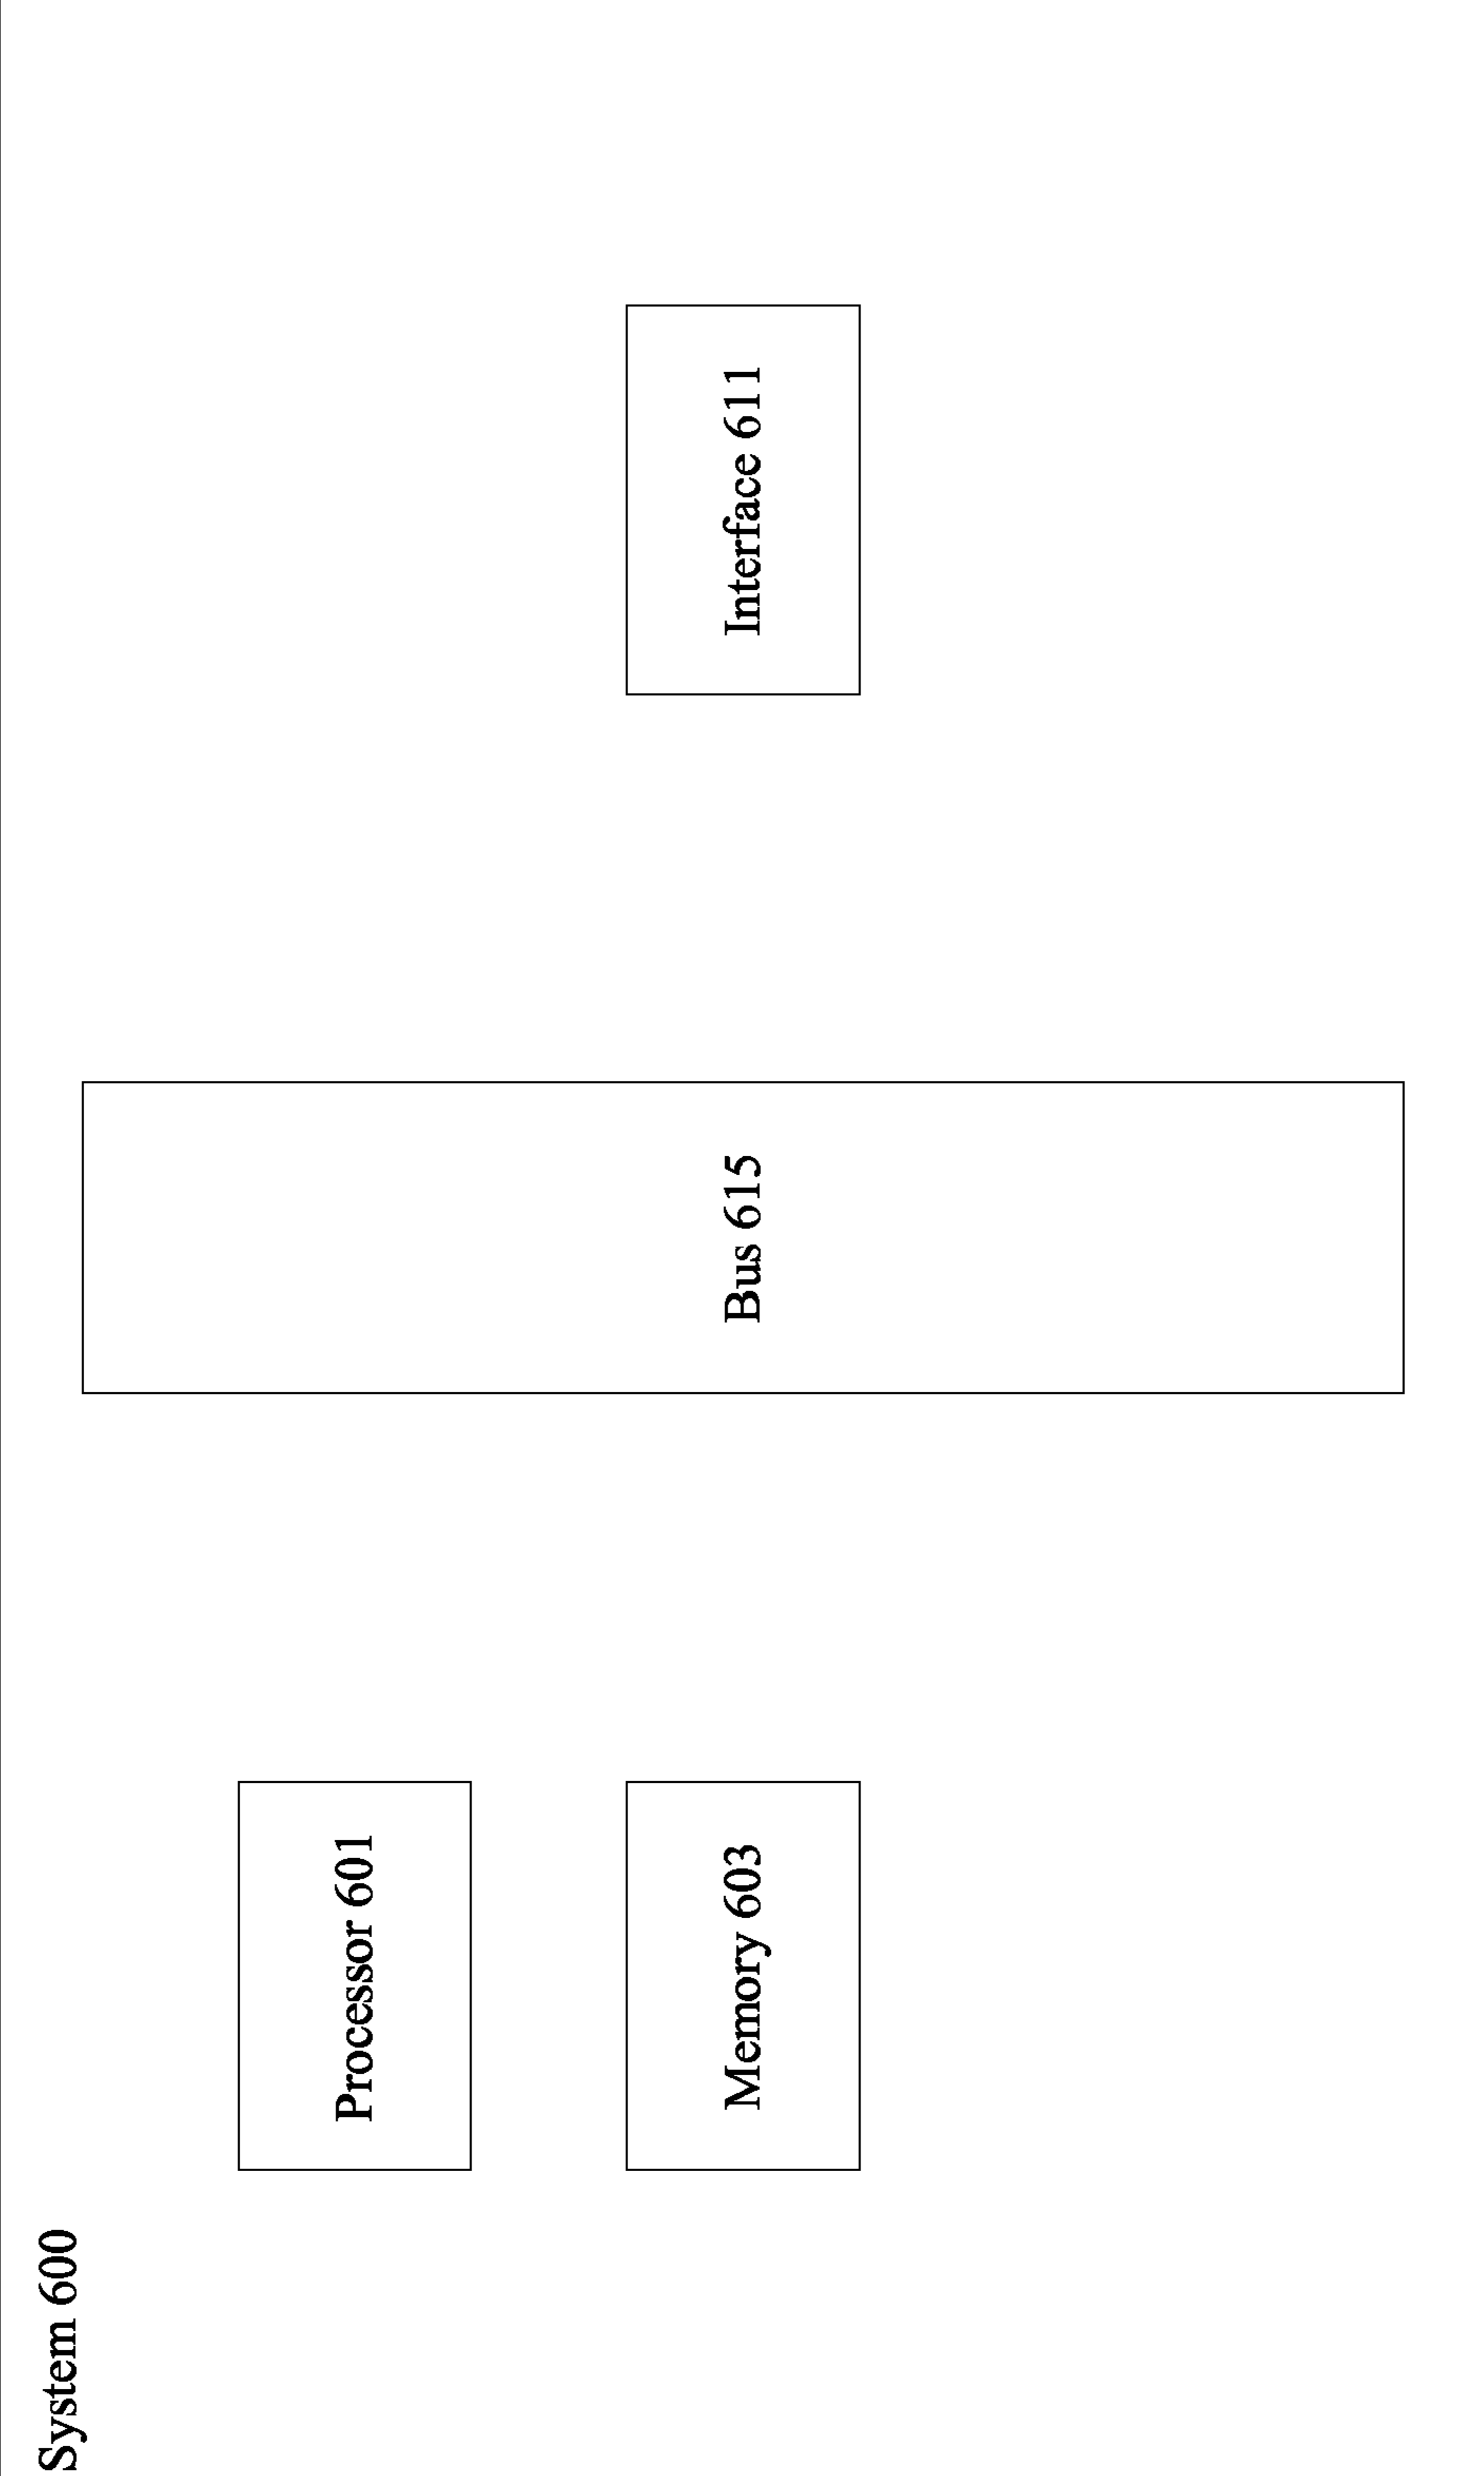 System 600
Processor 601
Memory 603
Bus 615
Interface 611